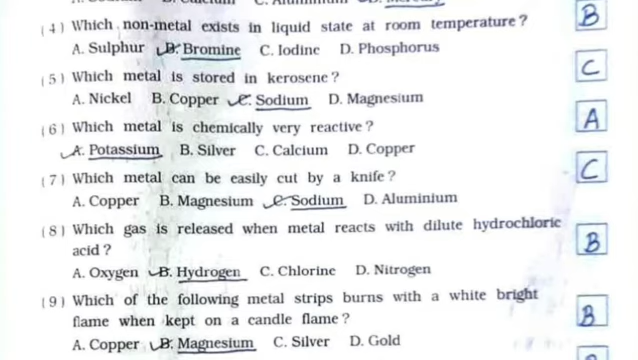 (4) Which non-metal exists in liquid state at room temperature? B
A. Sulphur B. Bromine C. Iodine D. Phosphorus
(5) Which metal is stored in kerosene? C
A. Nickel B. Copper C. Sodium D. Magnesium
(6) Which metal is chemically very reactive? A
A. Potassium B. Silver C. Calcium D. Copper
(7) Which metal can be easily cut by a knife? C
A. Copper B. Magnesium C. Sodium D. Aluminium
(8) Which gas is released when metal reacts with dilute hydrochloric
acid? B
A. Oxygen B. Hydrogen C. Chlorine D. Nitrogen
(9) Which of the following metal strips burns with a white bright
flame when kept on a candle flame? B
A. Copper B. Magnesium C. Silver D. Gold